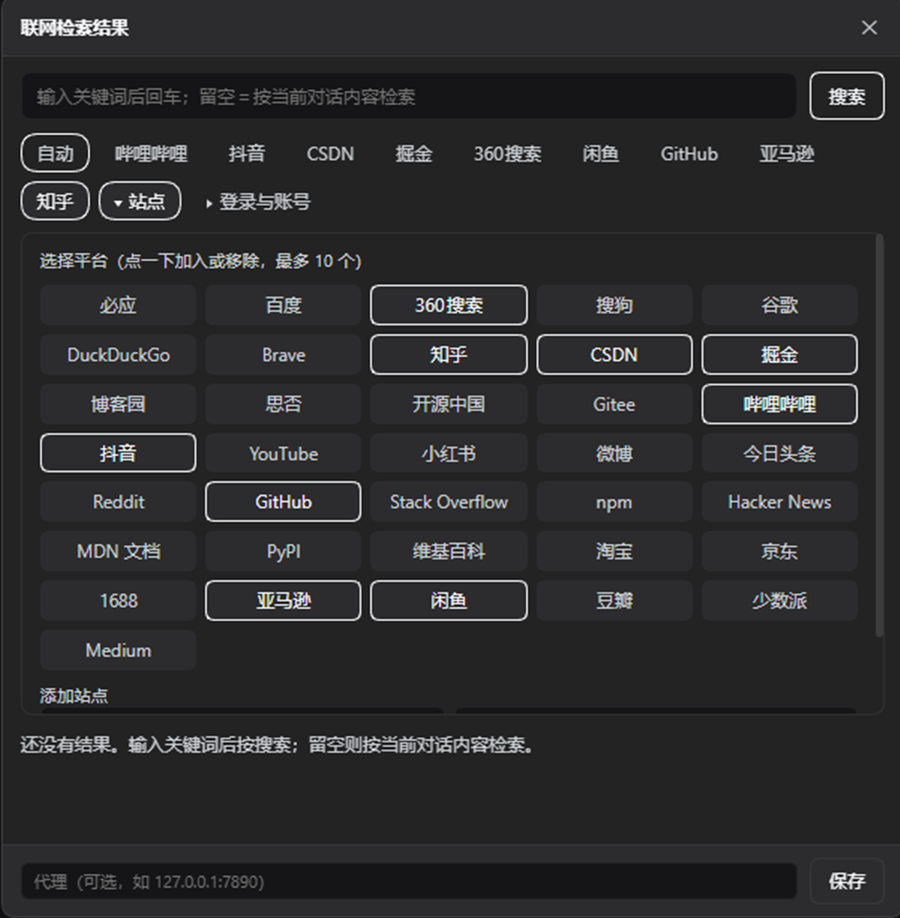 联网检索结果
输入关键词后回车；留空 = 按当前对话内容检索 搜索
自动 哔哩哔哩 抖音 CSDN 掘金 360搜索 闲鱼 GitHub 亚马逊
知乎 站点 登录与账号
选择平台（点一下加入或移除，最多 10 个）
必应 百度 360搜索 搜狗 谷歌
DuckDuckGo Brave 知乎 CSDN 掘金
博客园 思否 开源中国 Gitee 哔哩哔哩
抖音 YouTube 小红书 微博 今日头条
Reddit GitHub Stack Overflow npm Hacker News
MDN 文档 PyPI 维基百科 淘宝 京东
1688 亚马逊 闲鱼 豆瓣 少数派
Medium
添加站点
还没有结果。输入关键词后按搜索；留空则按当前对话内容检索。
代理（可选，如 127.0.0.1:7890） 保存